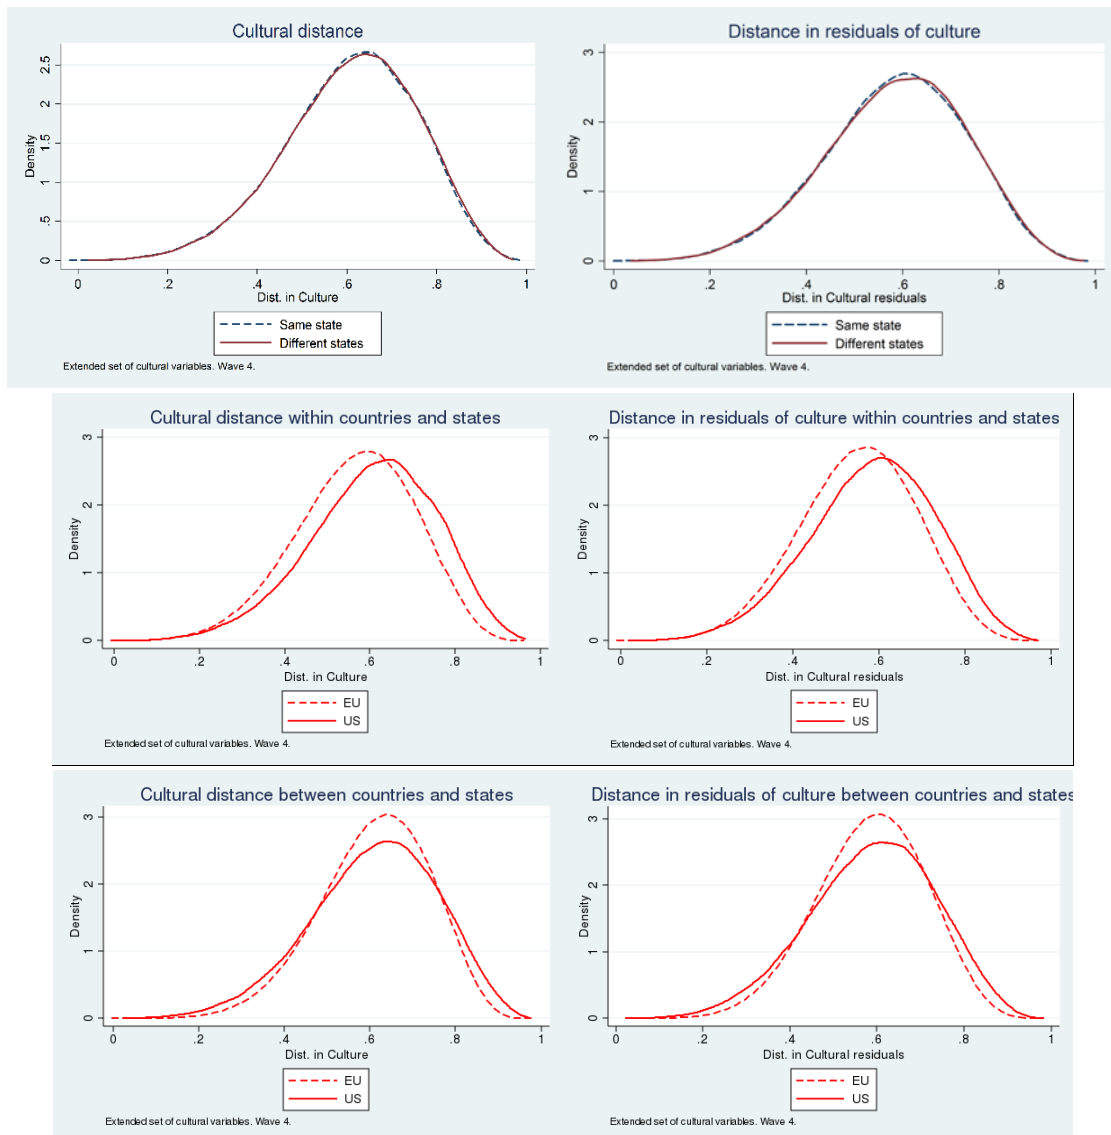 Cultural distance
Density
0 .5 1 1.5 2 2.5
0 .2 .4 .6 .8 1
Dist. in Culture
Same state
Different states
Extended set of cultural variables. Wave 4.
Distance in residuals of culture
Density
0 1 2 3
0 .2 .4 .6 .8 1
Dist. in Cultural residuals
Same state
Different states
Extended set of cultural variables. Wave 4.
Cultural distance within countries and states
Density
0 1 2 3
0 .2 .4 .6 .8 1
Dist. in Culture
EU
US
Extended set of cultural variables. Wave 4.
Distance in residuals of culture within countries and states
Density
0 1 2 3
0 .2 .4 .6 .8 1
Dist. in Cultural residuals
EU
US
Extended set of cultural variables. Wave 4.
Cultural distance between countries and states
Density
0 1 2 3
0 .2 .4 .6 .8 1
Dist. in Culture
EU
US
Extended set of cultural variables. Wave 4.
Distance in residuals of culture between countries and states
Density
0 1 2 3
0 .2 .4 .6 .8 1
Dist. in Cultural residuals
EU
US
Extended set of cultural variables. Wave 4.